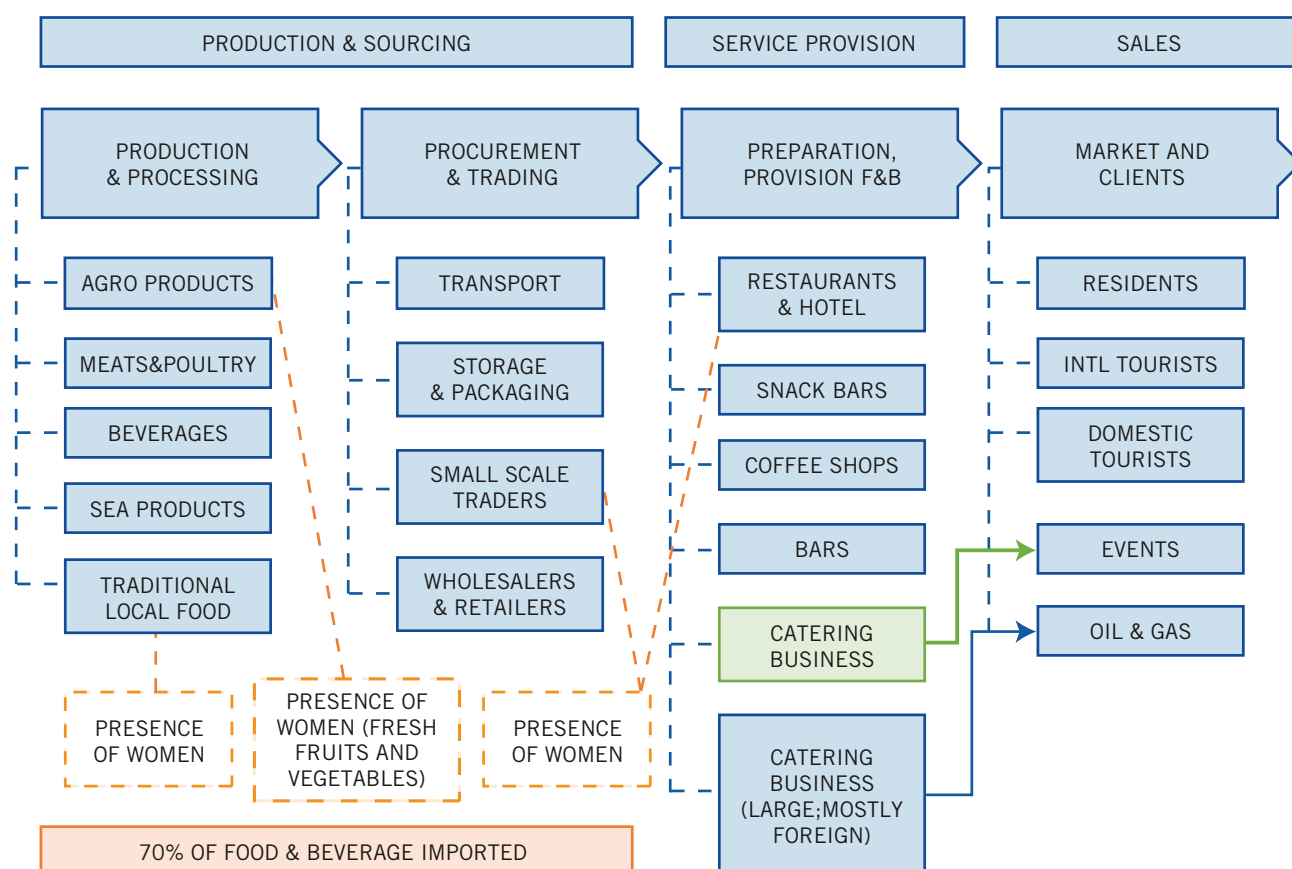 PRODUCTION & SOURCING
SERVICE PROVISION
SALES
PRODUCTION
& PROCESSING
PROCUREMENT
& TRADING
PREPARATION,
PROVISION F&B
MARKET AND
CLIENTS
AGRO PRODUCTS
MEATS&POULTRY
BEVERAGES
SEA PRODUCTS
TRADITIONAL
LOCAL FOOD
TRANSPORT
STORAGE
& PACKAGING
SMALL SCALE
TRADERS
WHOLESALERS
& RETAILERS
RESTAURANTS
& HOTEL
SNACK BARS
COFFEE SHOPS
BARS
CATERING
BUSINESS
CATERING
BUSINESS
(LARGE;MOSTLY
FOREIGN)
RESIDENTS
INTL TOURISTS
DOMESTIC
TOURISTS
EVENTS
OIL & GAS
PRESENCE
OF WOMEN
PRESENCE OF
WOMEN (FRESH
FRUITS AND
VEGETABLES)
PRESENCE
OF WOMEN
70% OF FOOD & BEVERAGE IMPORTED